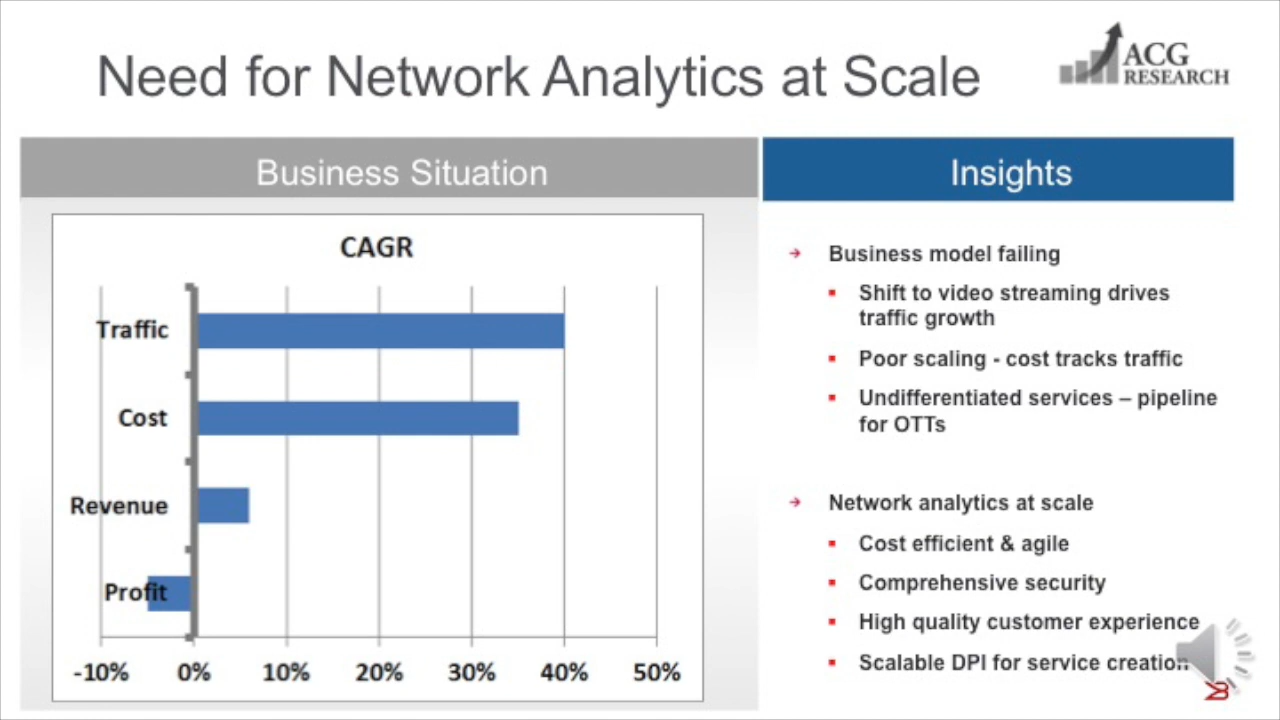 Need for Network Analytics at Scale
ACG
RESEARCH
Business Situation
Insights
CAGR
Traffic
Cost
Revenue
Profit
-10% 0% 10% 20% 30% 40% 50%
Business model failing
Shift to video streaming drives
traffic growth
Poor scaling - cost tracks traffic
Undifferentiated services – pipeline
for OTTs
Network analytics at scale
Cost efficient & agile
Comprehensive security
High quality customer experience
Scalable DPI for service creation